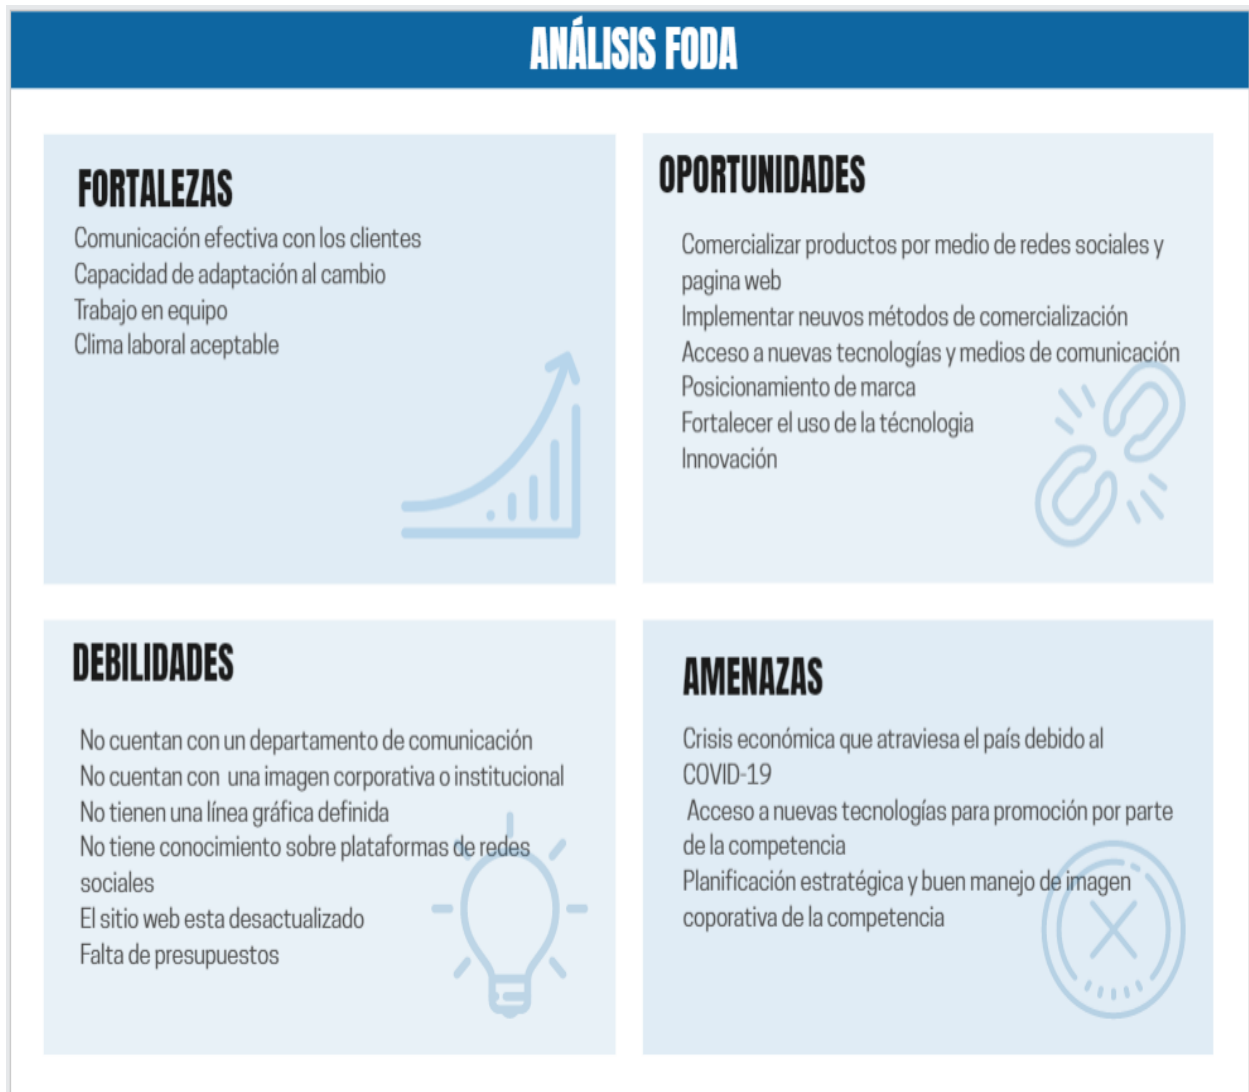 ANÁLISIS FODA
FORTALEZAS
Comunicación efectiva con los clientes
Capacidad de adaptación al cambio
Trabajo en equipo
Clima laboral aceptable
OPORTUNIDADES
Comercializar productos por medio de redes sociales y
pagina web
Implementar neuvos métodos de comercialización
Acceso a nuevas tecnologías y medios de comunicación
Posicionamiento de marca
Fortalecer el uso de la técnologia
Innovación
DEBILIDADES
No cuentan con un departamento de comunicación
No cuentan con una imagen corporativa o institucional
No tienen una línea gráfica definida
No tiene conocimiento sobre plataformas de redes
sociales
El sitio web esta desactualizado
Falta de presupuestos
AMENAZAS
Crisis económica que atraviesa el país debido al
COVID-19
Acceso a nuevas tecnologías para promoción por parte
de la competencia
Planificación estratégica y buen manejo de imagen
coporativa de la competencia